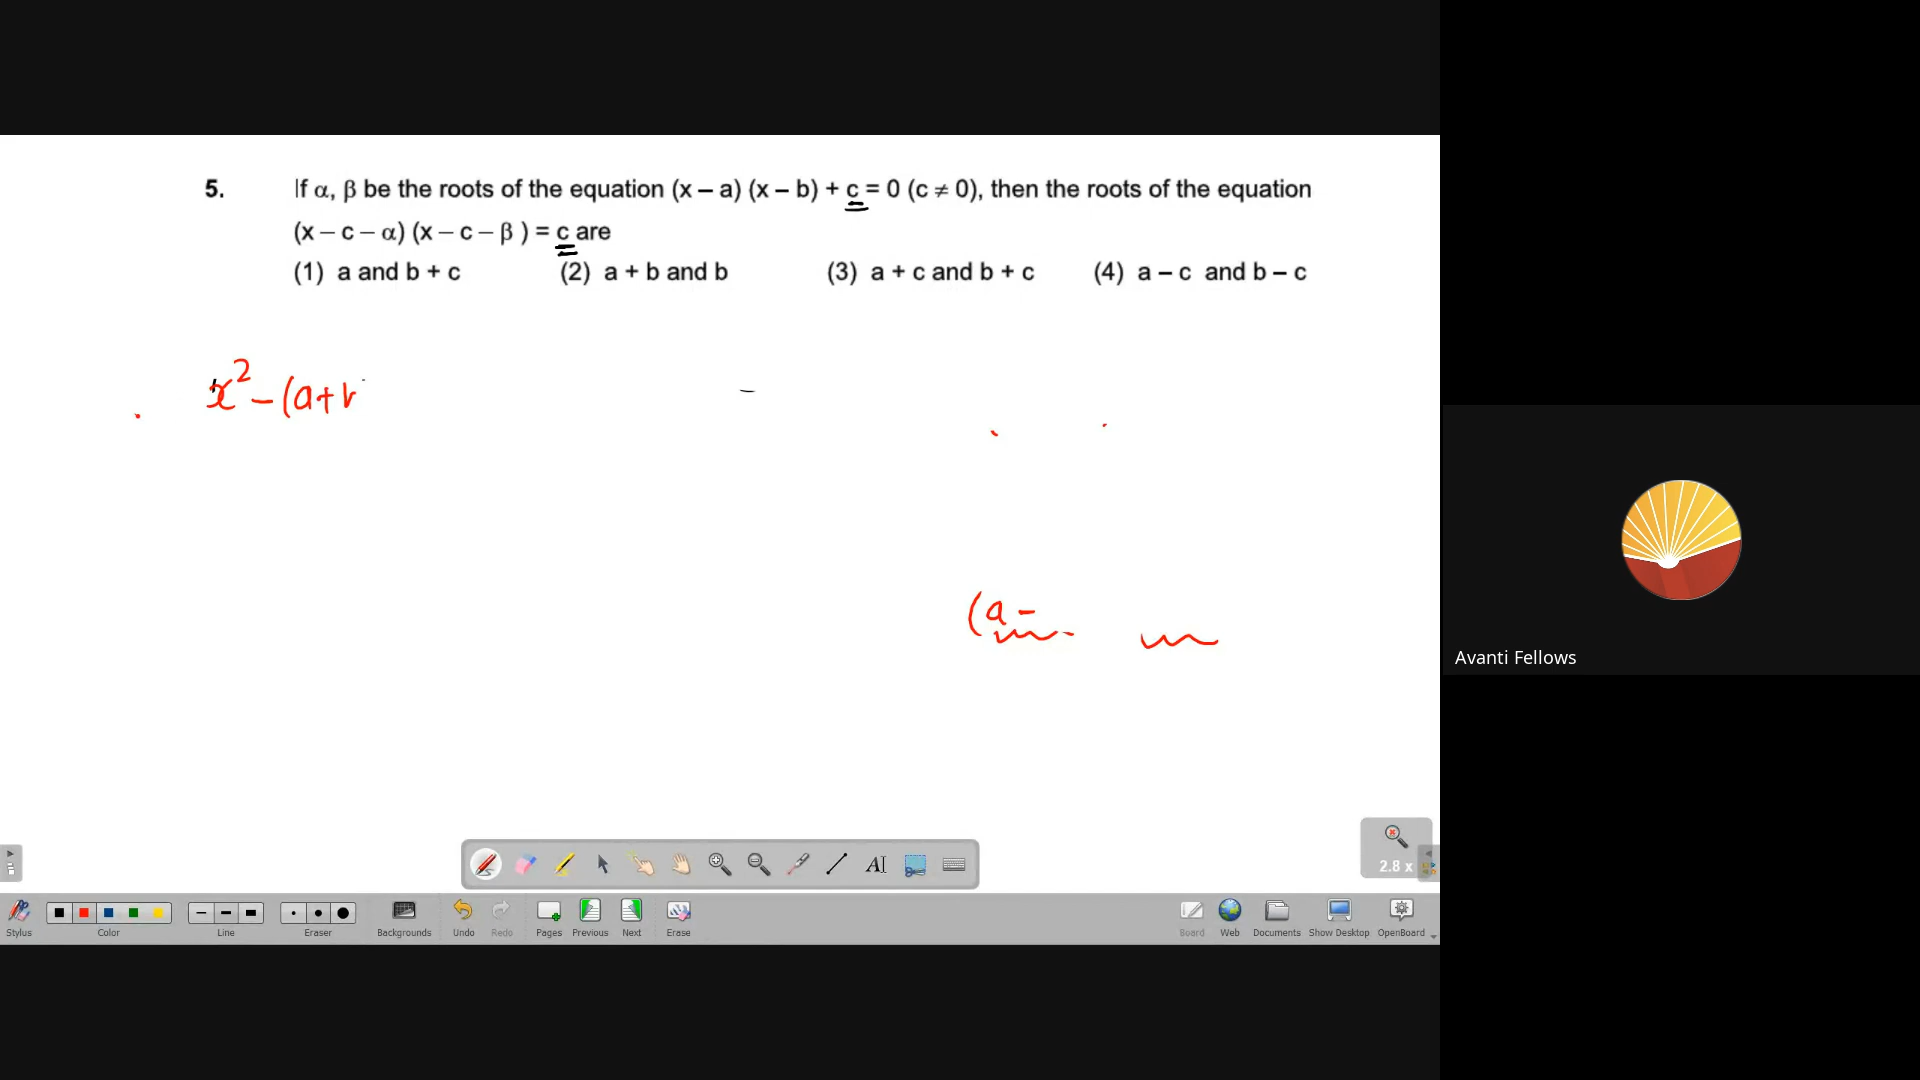 5. If α, β be the roots of the equation (x – a) (x – b) + c = 0 (c ≠ 0), then the roots of the equation
(x – c – α) (x – c – β ) = c are
(1) a and b + c (2) a + b and b (3) a + c and b + c (4) a – c and b – c
x² – (a+
(a –
Avanti Fellows
2.8 x
Stylus Color Line Eraser Backgrounds Undo Redo Pages Previous Next Erase Board Web Documents Show Desktop OpenBoard